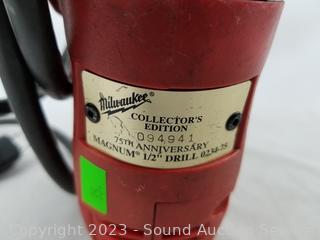 Milwaukee
COLLECTOR'S
EDITION
094941
75TH ANNIVERSARY
MAGNUM® 1/2" DRILL 0234-75
Copyright 2023 - Sound Auction Service